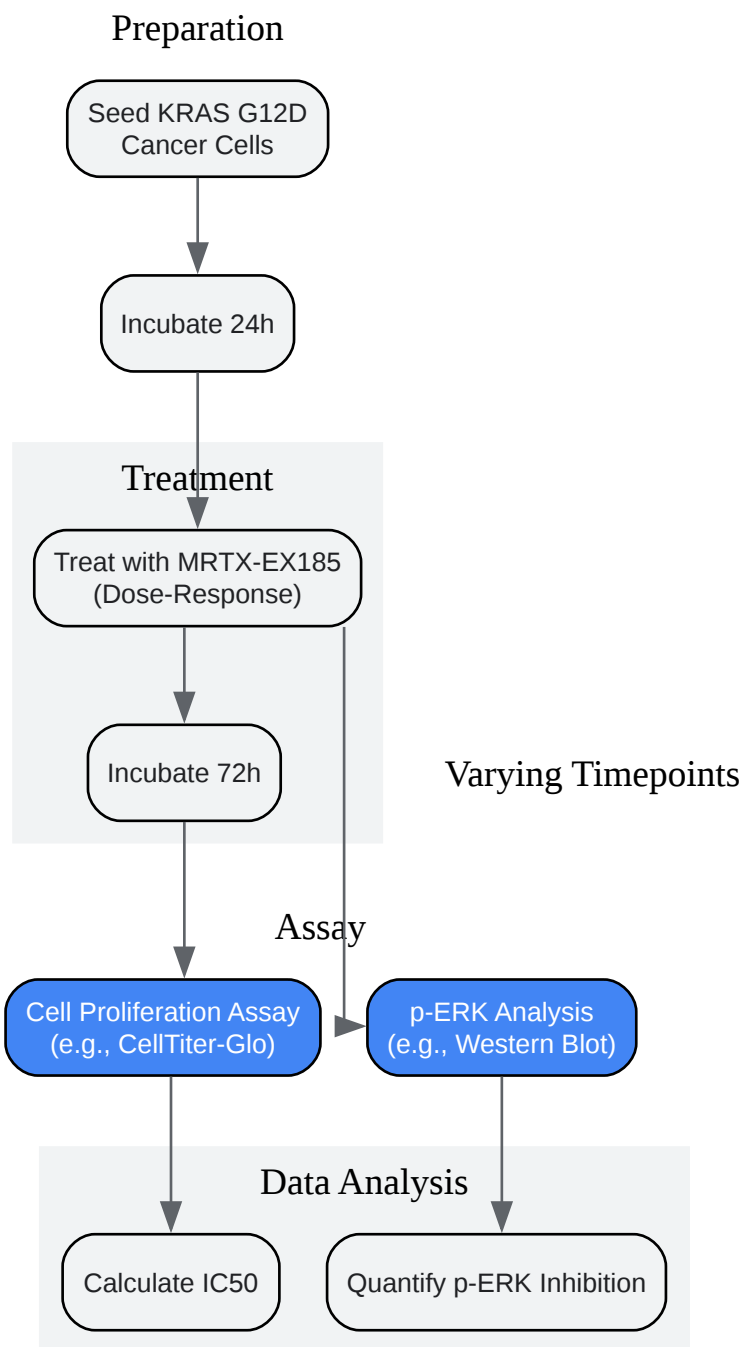 Preparation
Seed KRAS G12D
Cancer Cells
Incubate 24h
Treatment
Treat with MRTX-EX185
(Dose-Response)
Incubate 72h
Varying Timepoints
Assay
Cell Proliferation Assay
(e.g., CellTiter-Glo)
p-ERK Analysis
(e.g., Western Blot)
Data Analysis
Calculate IC50
Quantify p-ERK Inhibition